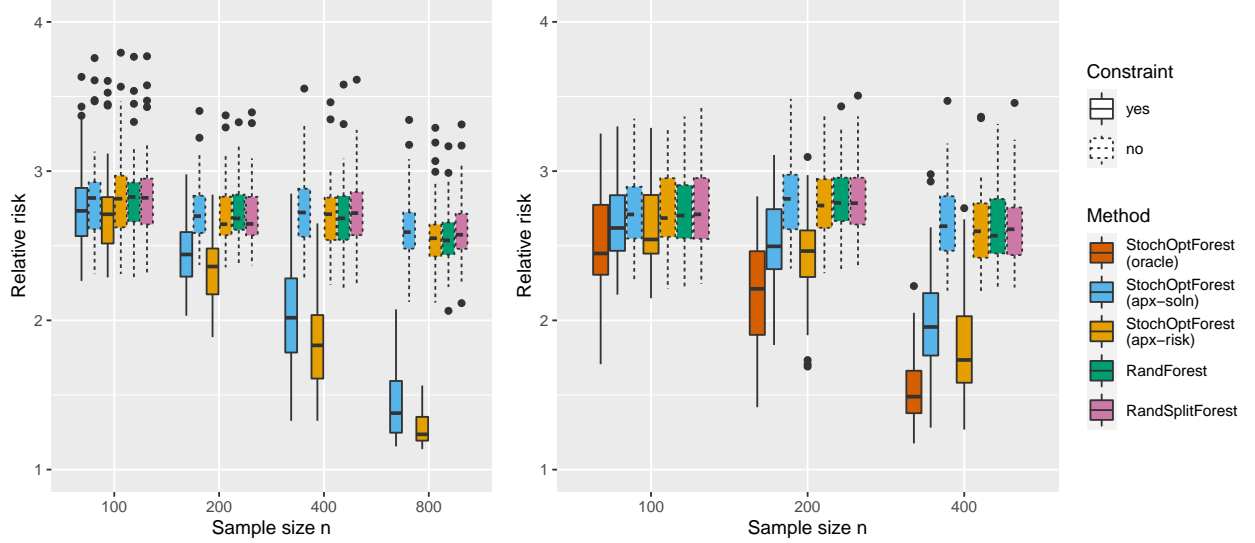 4
3
2
1
Relative risk
100
200
400
800
Sample size n
4
3
2
1
Relative risk
100
200
400
Sample size n
Constraint
yes
no
Method
StochOptForest
(oracle)
StochOptForest
(apx−soln)
StochOptForest
(apx−risk)
RandForest
RandSplitForest